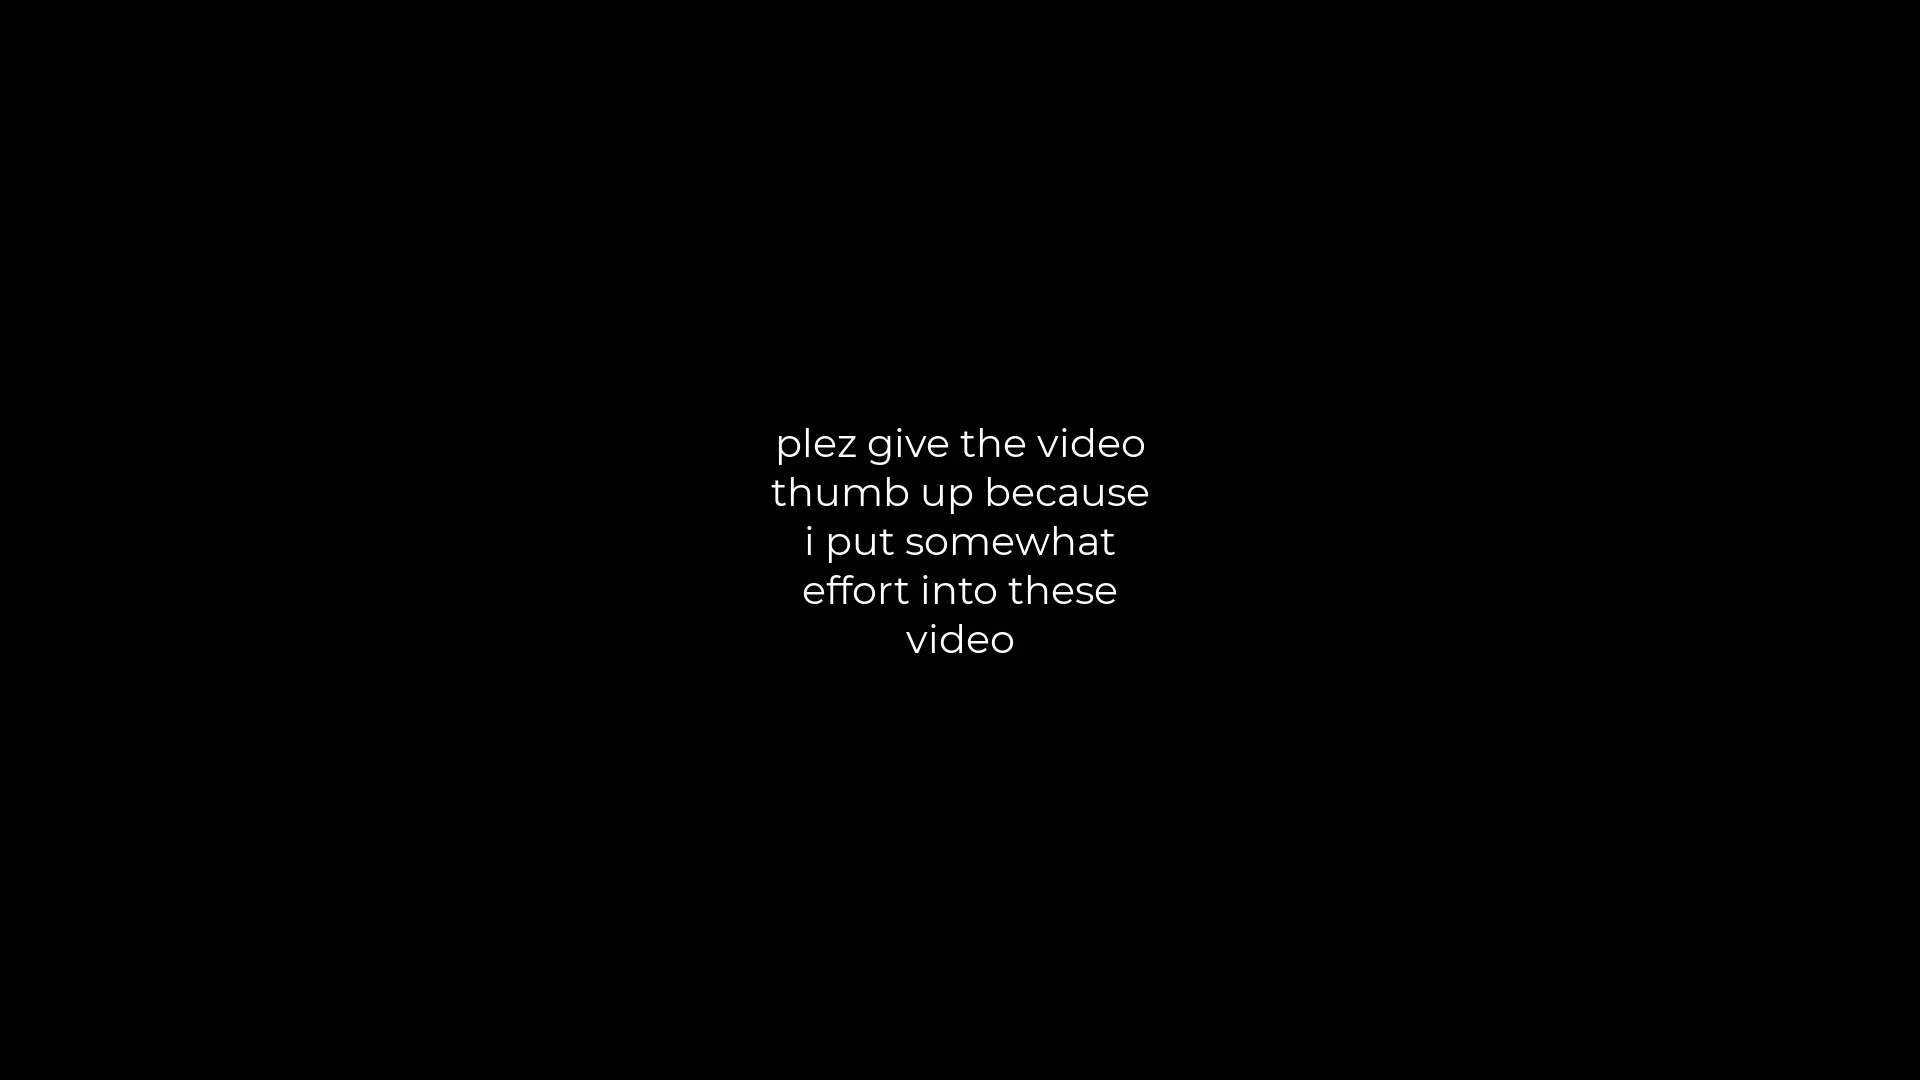 plez give the video
thumb up because
i put somewhat
effort into these
video